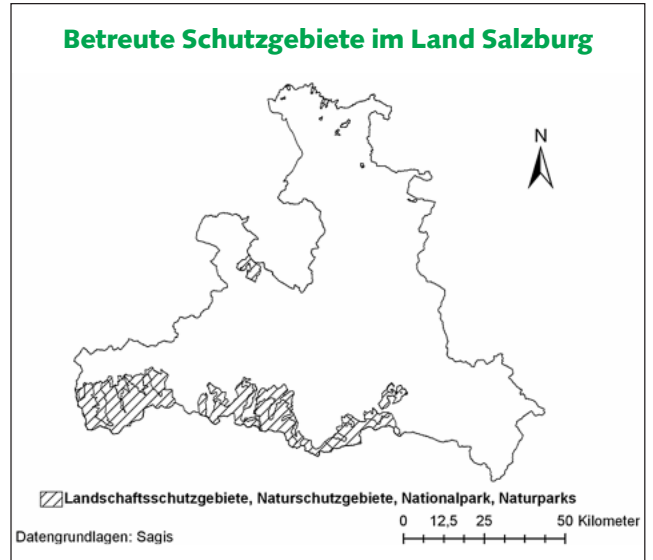 Betreute Schutzgebiete im Land Salzburg
N
Landschaftsschutzgebiete, Naturschutzgebiete, Nationalpark, Naturparks
0 12,5 25 50 Kilometer
Datengrundlagen: Sagis